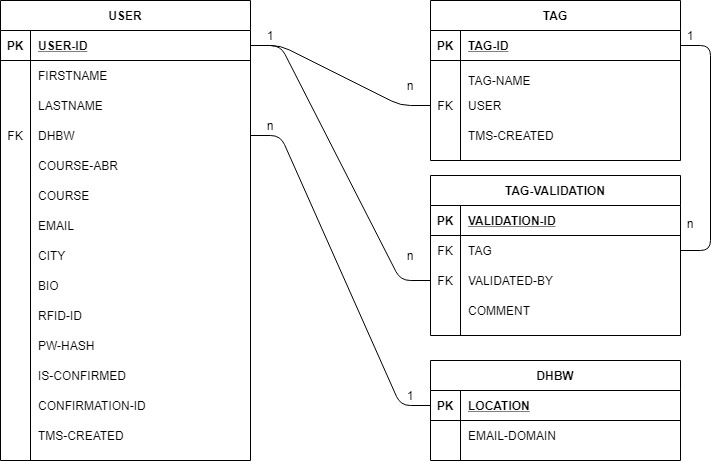 USER
PK USER-ID
FIRSTNAME
LASTNAME
FK DHBW
COURSE-ABR
COURSE
EMAIL
CITY
BIO
RFID-ID
PW-HASH
IS-CONFIRMED
CONFIRMATION-ID
TMS-CREATED
1
n
n
n
1
TAG
PK TAG-ID
TAG-NAME
FK USER
TMS-CREATED
1
n
TAG-VALIDATION
PK VALIDATION-ID
FK TAG
FK VALIDATED-BY
COMMENT
DHBW
PK LOCATION
EMAIL-DOMAIN